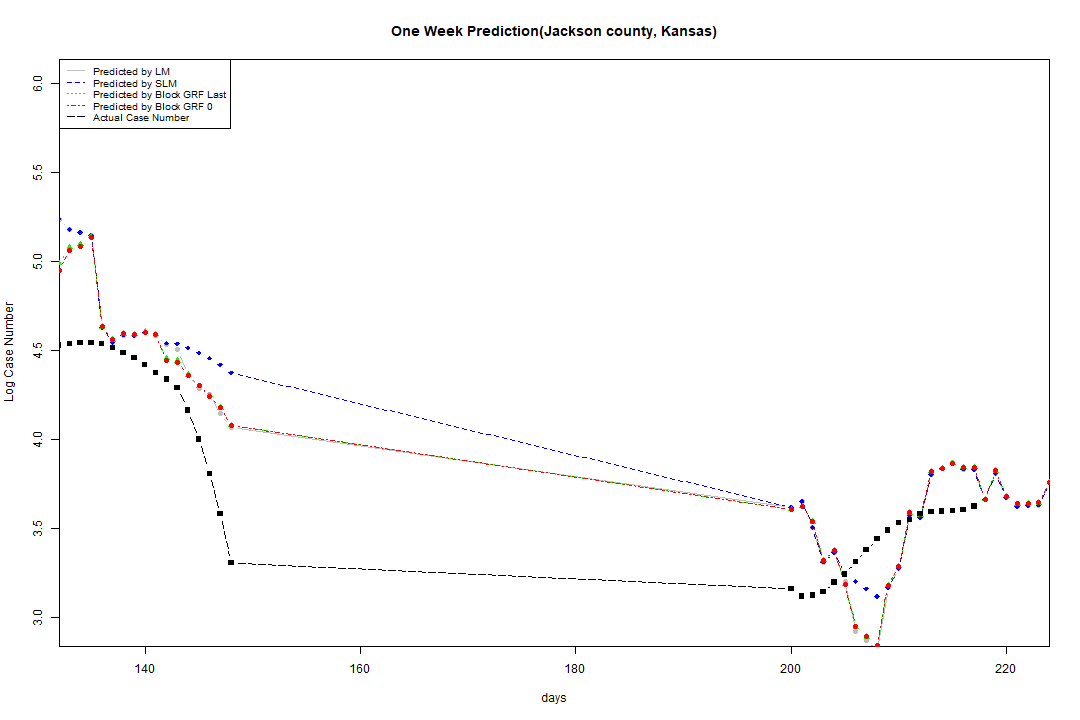 One Week Prediction(Jackson county, Kansas)
Predicted by LM
Predicted by SLM
Predicted by Block GRF Last
Predicted by Block GRF 0
Actual Case Number
6.0
5.5
5.0
4.5
4.0
3.5
3.0
Log Case Number
140 160 180 200 220
days